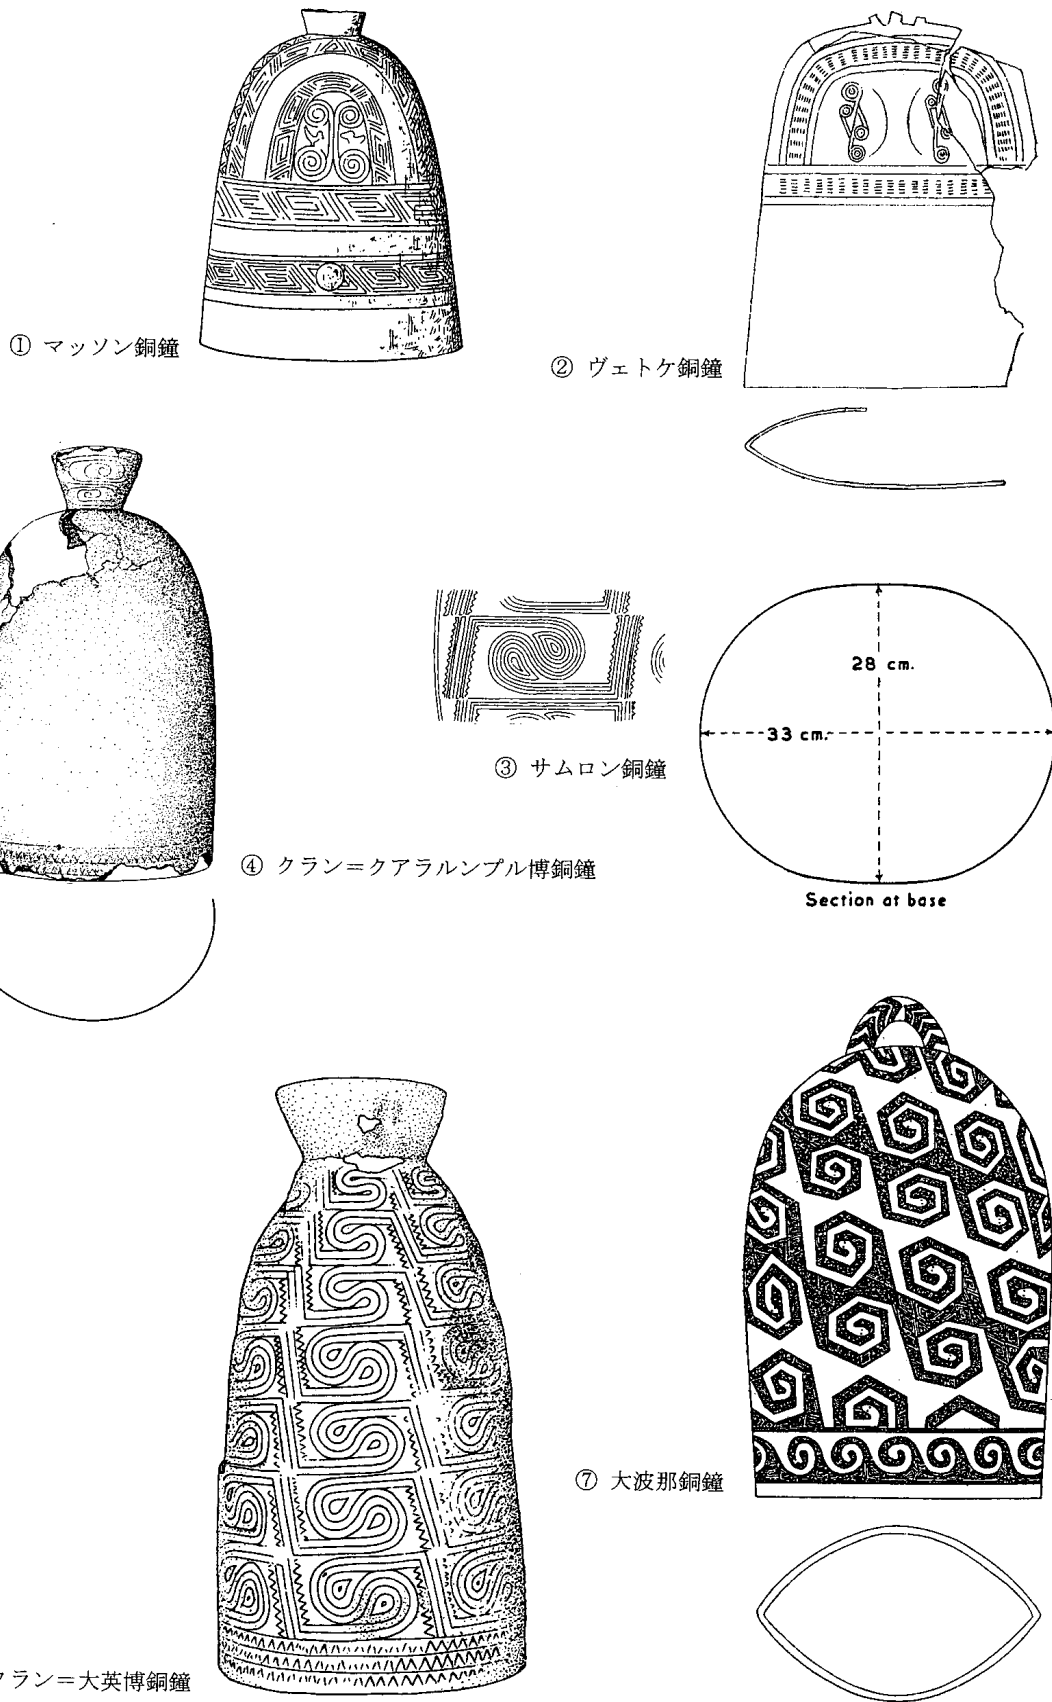 ① マッソン銅鐘
② ヴェトケ銅鐘
28 cm.
33 cm.
③ サムロン銅鐘
④ クラン＝クアラルンプル博銅鐘
Section at base
⑦ 大波那銅鐘
ラン＝大英博銅鐘